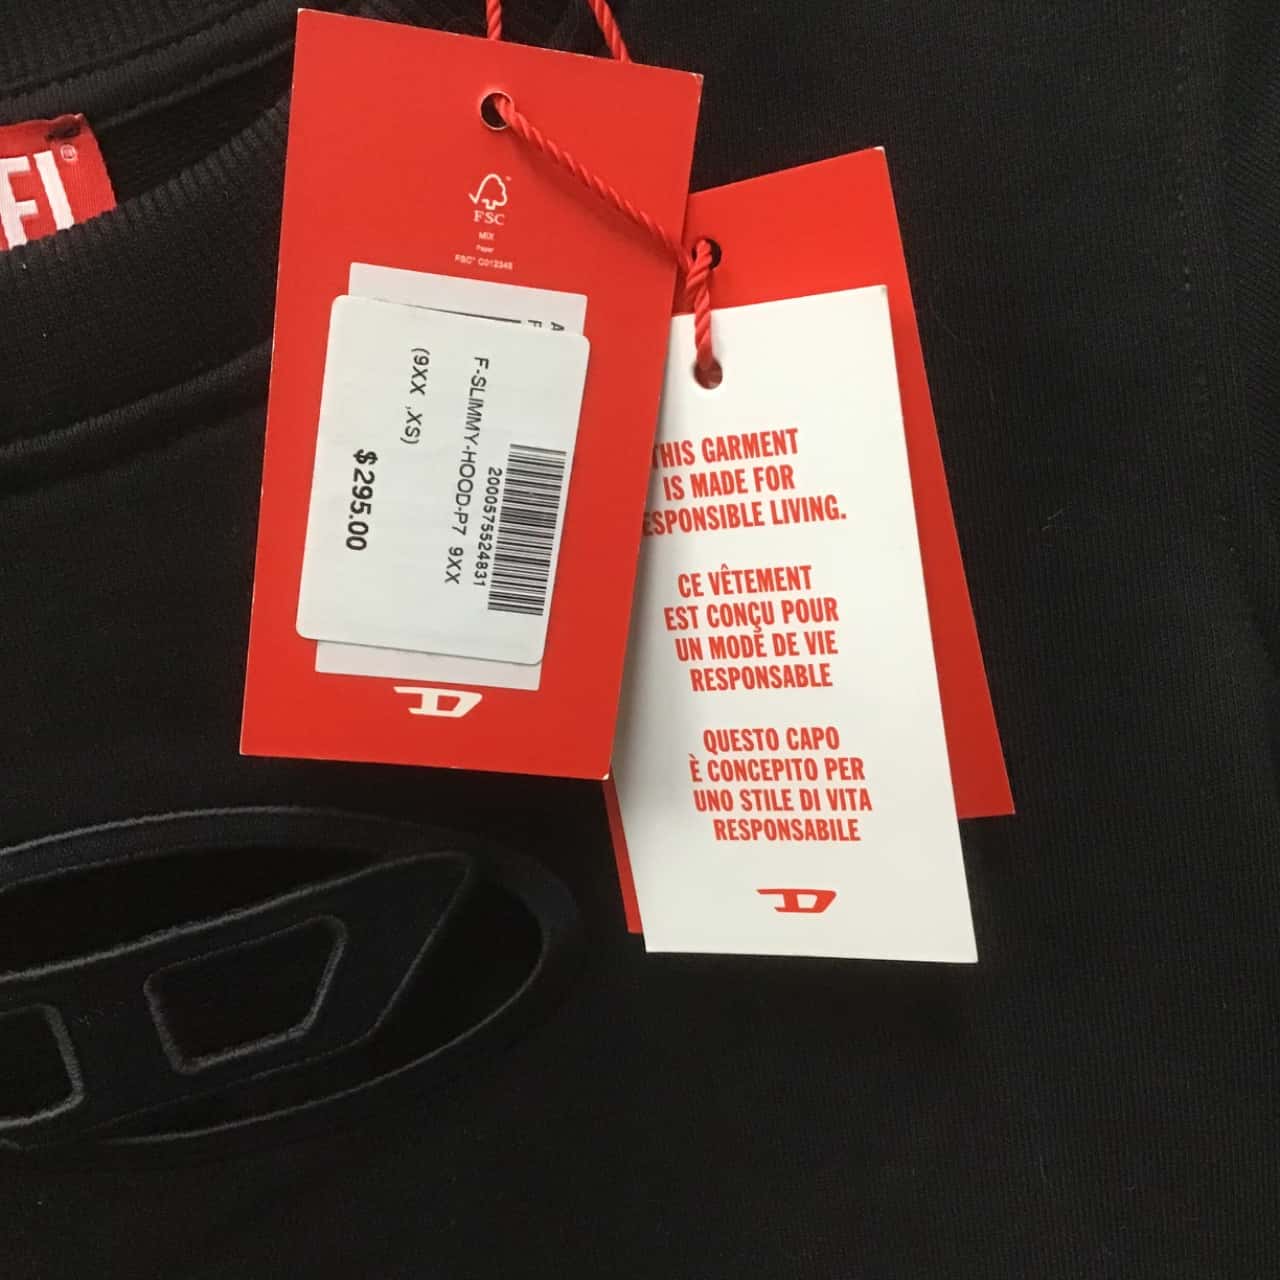 FSC
MIX
Paper
FSC® C012345
A
F
2000575524831
F-SLIMMY-HOOD-P7 9XX
(9XX ,XS)
$295.00
THIS GARMENT
IS MADE FOR
ESPONSIBLE LIVING.
CE VÊTEMENT
EST CONÇU POUR
UN MODE DE VIE
RESPONSABLE
QUESTO CAPO
È CONCEPITO PER
UNO STILE DI VITA
RESPONSABILE